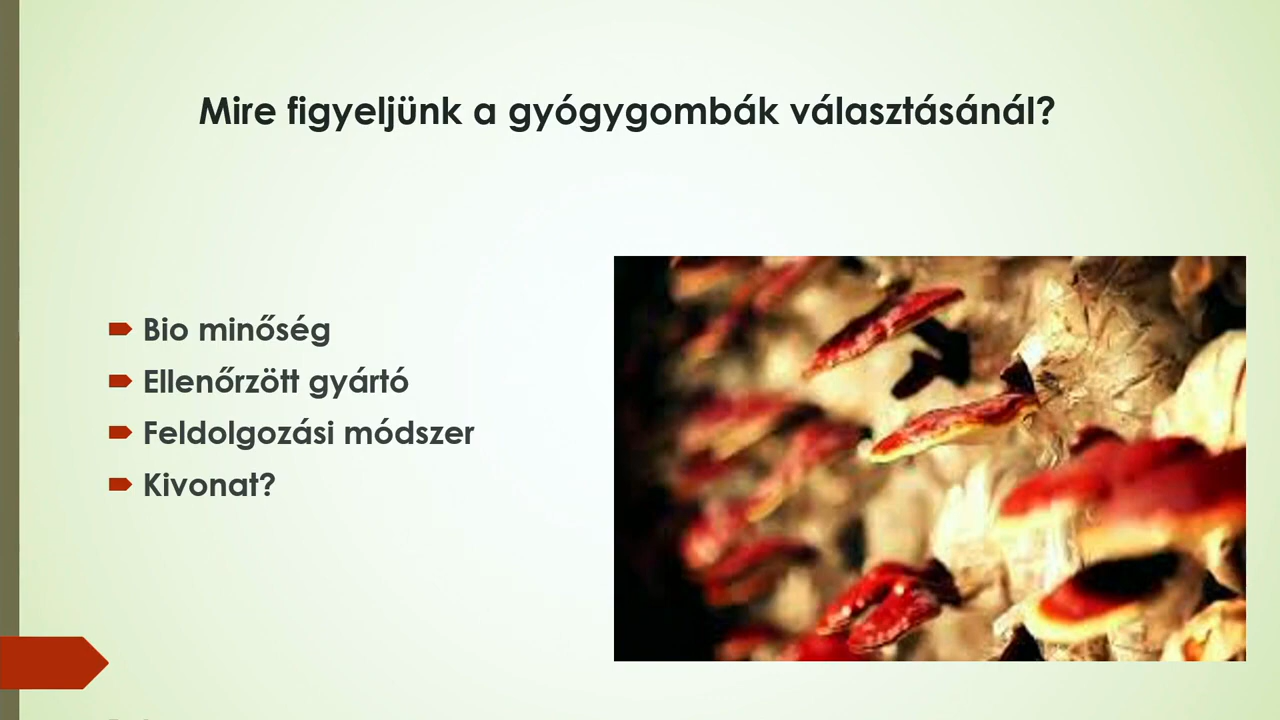 Mire figyeljünk a gyógygombák választásánál?
Bio minőség
Ellenőrzött gyártó
Feldolgozási módszer
Kivonat?